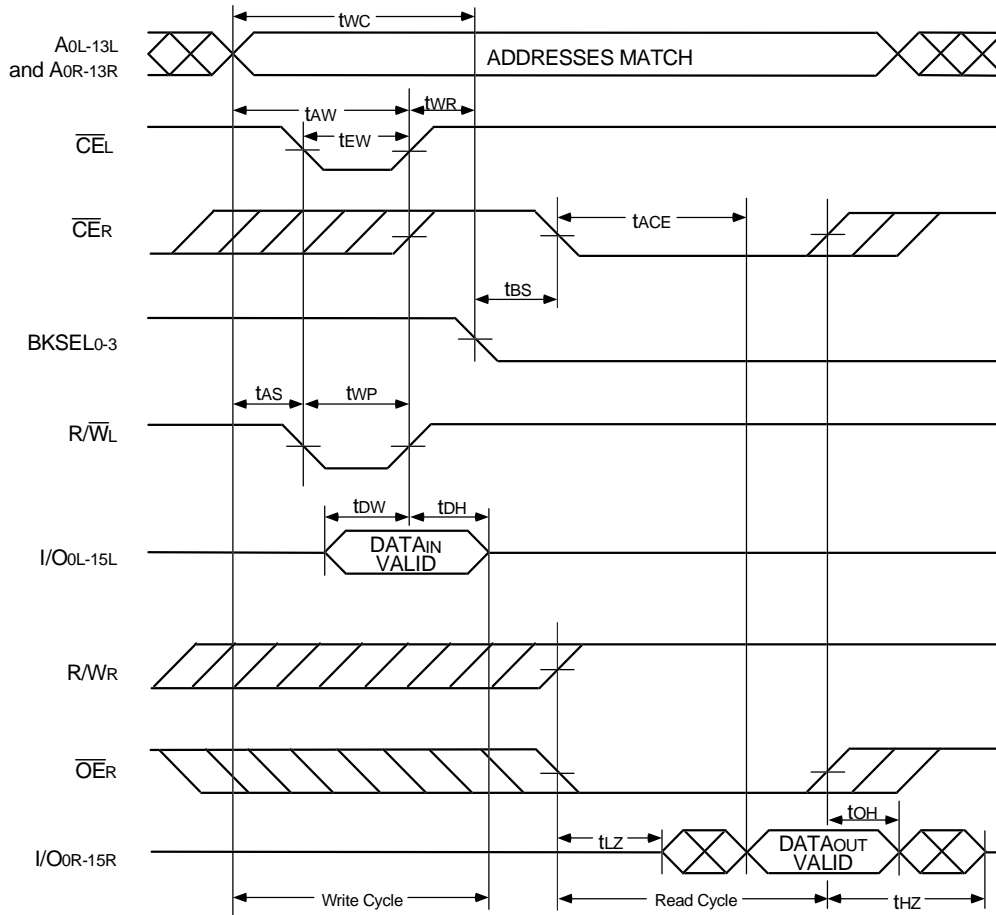 tWC
A0L-13L
and A0R-13R
ADDRESSES MATCH
tAW
tWR
tEW
CEL
CER
tACE
tBS
BKSEL0-3
tAS
tWP
R/WL
tDW
tDH
I/O0L-15L
DATAIN
VALID
R/WR
OER
tOH
tLZ
I/O0R-15R
DATAOUT
VALID
Write Cycle
Read Cycle
tHZ